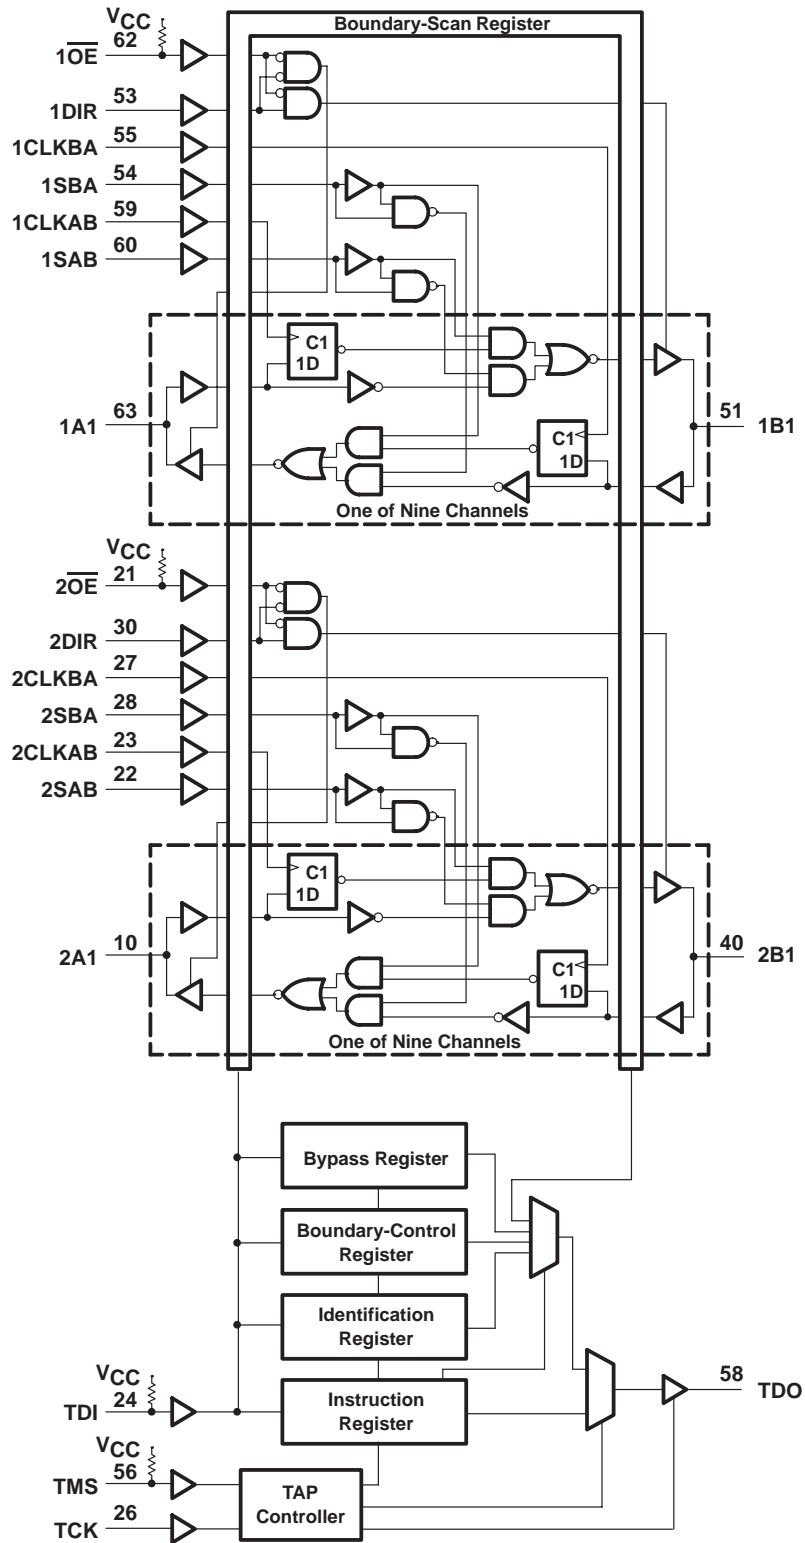 Boundary-Scan Register
VCC
62
1OE
53
1DIR
55
1CLKBA
54
1SBA
59
1CLKAB
60
1SAB
C1
1D
63
1A1
51
1B1
C1
1D
One of Nine Channels
VCC
21
2OE
30
2DIR
27
2CLKBA
28
2SBA
23
2CLKAB
22
2SAB
C1
1D
10
2A1
40
2B1
C1
1D
One of Nine Channels
Bypass Register
Boundary-Control
Register
Identification
Register
VCC
24
TDI
Instruction
Register
58
TDO
VCC
56
TMS
TAP
Controller
26
TCK